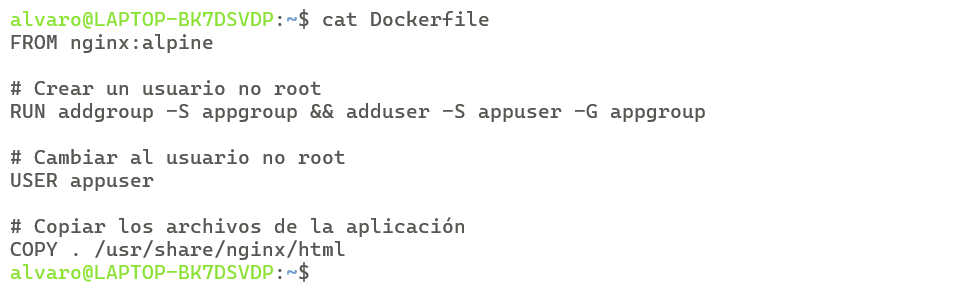 alvaro@LAPTOP-BK7DSVDP:~$ cat Dockerfile
FROM nginx:alpine
# Crear un usuario no root
RUN addgroup -S appgroup && adduser -S appuser -G appgroup
# Cambiar al usuario no root
USER appuser
# Copiar los archivos de la aplicación
COPY . /usr/share/nginx/html
alvaro@LAPTOP-BK7DSVDP:~$